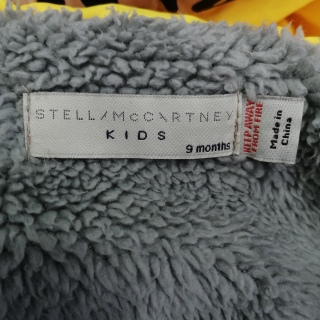 STELLA McCARTNEY
KIDS
9 months
KEEP AWAY
FROM FIRE
Made in
China